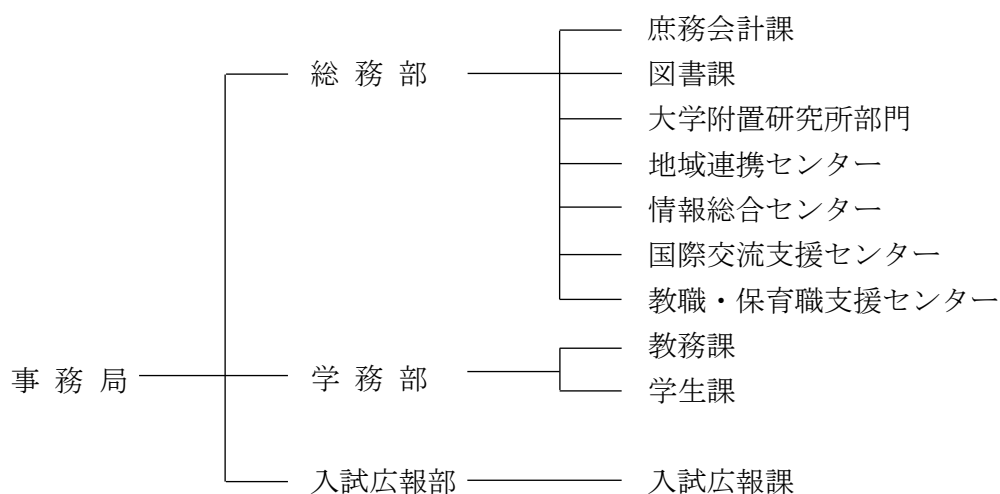 庶務会計課
総 務 部
図書課
大学附置研究所部門
地域連携センター
情報総合センター
国際交流支援センター
教職・保育職支援センター
教務課
事 務 局
学 務 部
学生課
入試広報部
入試広報課